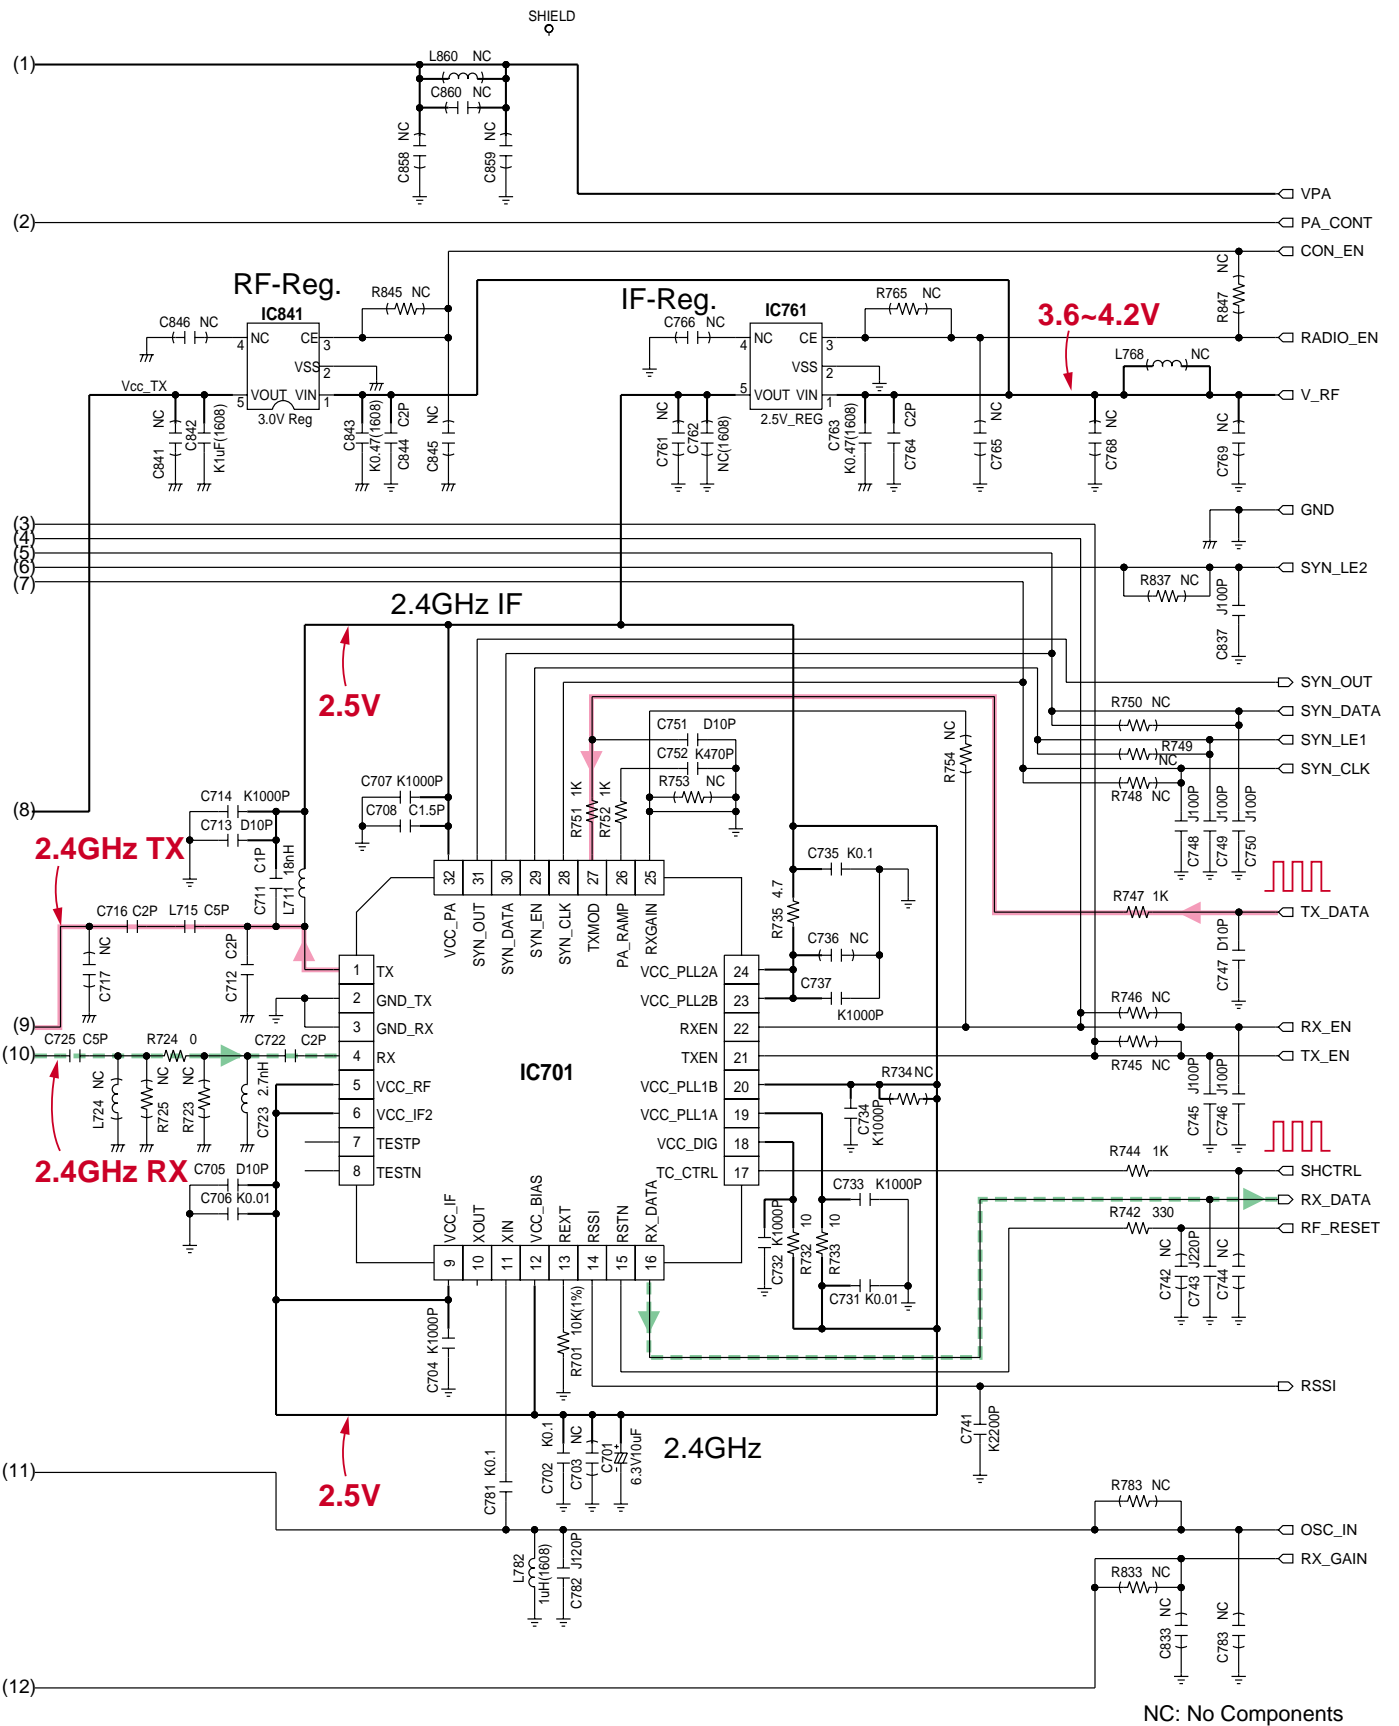 SHIELD
(1)
L860 NC
C860 NC
C858 NC
C859 NC
VPA
(2)
PA_CONT
CON_EN
RF-Reg.
IC841
R845 NC
C846 NC
4 NC CE 3
VSS 2
5 VOUT VIN 1
3.0V Reg
Vcc_TX
C841 NC
C842 K1uF(1608)
C843 K0.47(1608)
C844 C2P
C845 NC
IF-Reg.
IC761
R765 NC
C766 NC
4 NC CE 3
VSS 2
5 VOUT VIN 1
2.5V_REG
C761 NC
C762 NC(1608)
C763 K0.47(1608)
C764 C2P
C765 NC
3.6~4.2V
R847 NC
RADIO_EN
L768 NC
V_RF
C768 NC
C769 NC
(3)
(4)
(5)
(6)
(7)
GND
SYN_LE2
R837 NC
C837 J100P
2.4GHz IF
2.5V
SYN_OUT
R750 NC
SYN_DATA
SYN_LE1
R749 NC
SYN_CLK
R748 NC
C748 J100P
C749 J100P
C750 J100P
C751 D10P
C752 K470P
R753 NC
R754 NC
R751 1K
R752 1K
C707 K1000P
C708 C1.5P
(8)
C714 K1000P
C713 D10P
2.4GHz TX
C711 C1P
L711 18nH
C716 C2P
L715 C5P
C717 NC
C712 C2P
32 31 30 29 28 27 26 25
VCC_PA
SYN_OUT
SYN_DATA
SYN_EN
SYN_CLK
TXMOD
PA_RAMP
RXGAIN
C735 K0.1
R735 4.7
C736 NC
C737
K1000P
R747 1K
TX_DATA
C747 D10P
1 TX
2 GND_TX
3 GND_RX
4 RX
5 VCC_RF
6 VCC_IF2
7 TESTP
8 TESTN
IC701
VCC_PLL2A 24
VCC_PLL2B 23
RXEN 22
TXEN 21
VCC_PLL1B 20
VCC_PLL1A 19
VCC_DIG 18
TC_CTRL 17
(9)
(10)
C725 C5P
R724 0
C722 C2P
L724 NC
R725 NC
R723 NC
C723 2.7nH
2.4GHz RX
C705 D10P
C706 K0.01
R746 NC
RX_EN
TX_EN
R745 NC
C745 J100P
C746 J100P
R734 NC
C734 K1000P
R744 1K
SHCTRL
RX_DATA
R742 330
RF_RESET
C742 NC
C743 J220P
C744 NC
C733 K1000P
C732 K1000P
R732 10
R733 10
C731 K0.01
VCC_IF
XOUT
XIN
VCC_BIAS
REXT
RSSI
RSTN
RX_DATA
9 10 11 12 13 14 15 16
C704 K1000P
R701 10K(1%)
RSSI
C741 K2200P
2.4GHz
C702 K0.1
C703 NC
C701 6.3V10uF
+
-
C781 K0.1
2.5V
(11)
R783 NC
OSC_IN
RX_GAIN
R833 NC
L782 1uH(1608)
C782 J120P
C833 NC
C783 NC
(12)
NC: No Components